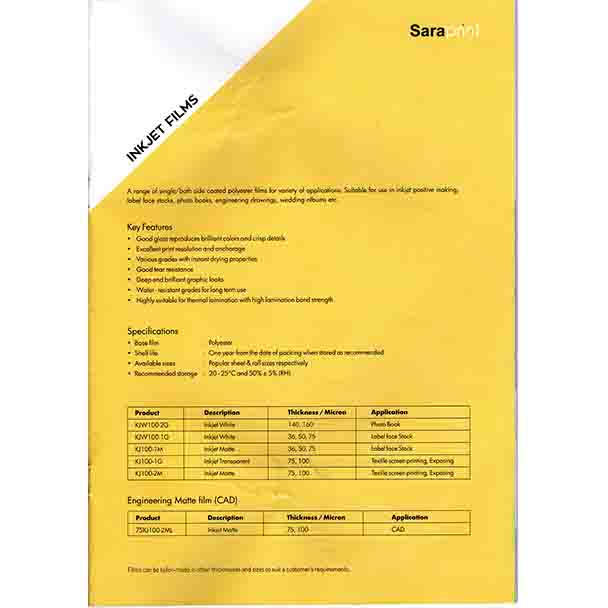 Saraprint
INKJET FILMS
A range of single/both side coated polyester films for variety of applications. Suitable for use in inkjet positive making,
label face stocks, photo books, engineering drawings, wedding albums etc.
Key Features
• Good gloss reproduces brilliant colors and crisp details
• Excellent print resolution and anchorage
• Various grades with instant drying properties
• Good tear resistance
• Deep and brilliant graphic looks
• Water- resistant grades for long term use
• Highly suitable for thermal lamination with high lamination bond strength
Specifications
• Base film : Polyester
• Shelf life : One year from the date of packing when stored as recommended
• Available sizes : Popular sheet & roll sizes respectively
• Recommended storage : 20 -25°C and 50% ± 5% (RH)
Product Description Thickness / Micron Application
KJW100-2G Inkjet White 140, 160 Photo Book
KJW100-1G Inkjet White 36, 50, 75 Label Face Stock
KJ100-1M Inkjet Matte 36, 50, 75 Label Face Stock
KJ100-1G Inkjet Transparent 75, 100 Textile screen printing, Exposing
KJ100-2M Inkjet Matte 75, 100 Textile screen printing, Exposing
Engineering Matte film (CAD)
Product Description Thickness / Micron Application
75KJ100-2ML Inkjet Matte 75, 100 CAD
Films can be tailor-made in other thicknesses and sizes to suit a customer's requirements.